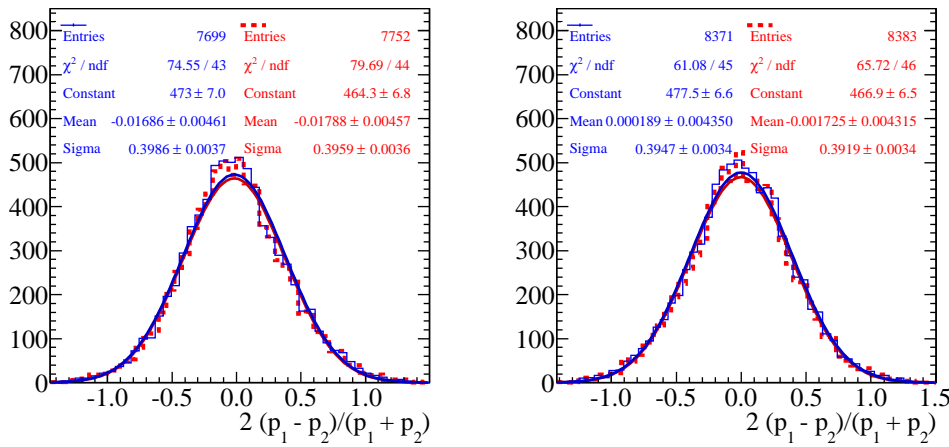 800
700
600
500
400
300
200
100
0
Entries 7699
χ² / ndf 74.55 / 43
Constant 473 ± 7.0
Mean -0.01686 ± 0.00461
Sigma 0.3986 ± 0.0037
Entries 7752
χ² / ndf 79.69 / 44
Constant 464.3 ± 6.8
Mean -0.01788 ± 0.00457
Sigma 0.3959 ± 0.0036
-1.0 -0.5 0.0 0.5 1.0
2 (p₁ - p₂)/(p₁ + p₂)
800
700
600
500
400
300
200
100
0
Entries 8371
χ² / ndf 61.08 / 45
Constant 477.5 ± 6.6
Mean 0.000189 ± 0.004350
Sigma 0.3947 ± 0.0034
Entries 8383
χ² / ndf 65.72 / 46
Constant 466.9 ± 6.5
Mean -0.001725 ± 0.004315
Sigma 0.3919 ± 0.0034
-1.0 -0.5 0.0 0.5 1.0 1.5
2 (p₁ - p₂)/(p₁ + p₂)